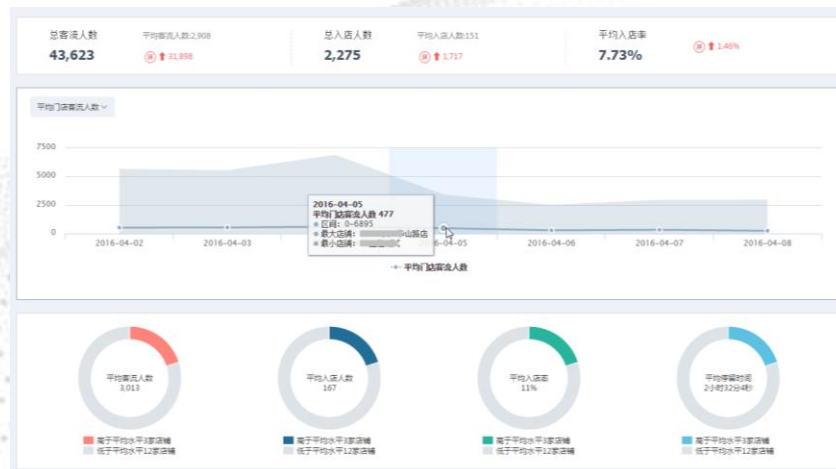 总客流人数
平均客流人数:2,908
43,623
31,898
总入店人数
平均入店人数:151
2,275
1,717
平均入店率
7.73%
1.46%
平均门店客流人数
7500
5000
2500
0
2016-04-05
平均门店客流人数 477
区间: 0-6895
最大店铺:
山路店
最小店铺:
2016-04-02
2016-04-03
-04-05
2016-04-06
2016-04-07
2016-04-08
平均门店客流人数
平均客流人数
3,013
高于平均水平3家店铺
低于平均水平12家店铺
平均入店人数
167
高于平均水平3家店铺
低于平均水平12家店铺
平均入店率
11%
高于平均水平3家店铺
低于平均水平12家店铺
平均停留时间
2小时32分4秒
高于平均水平3家店铺
低于平均水平12家店铺